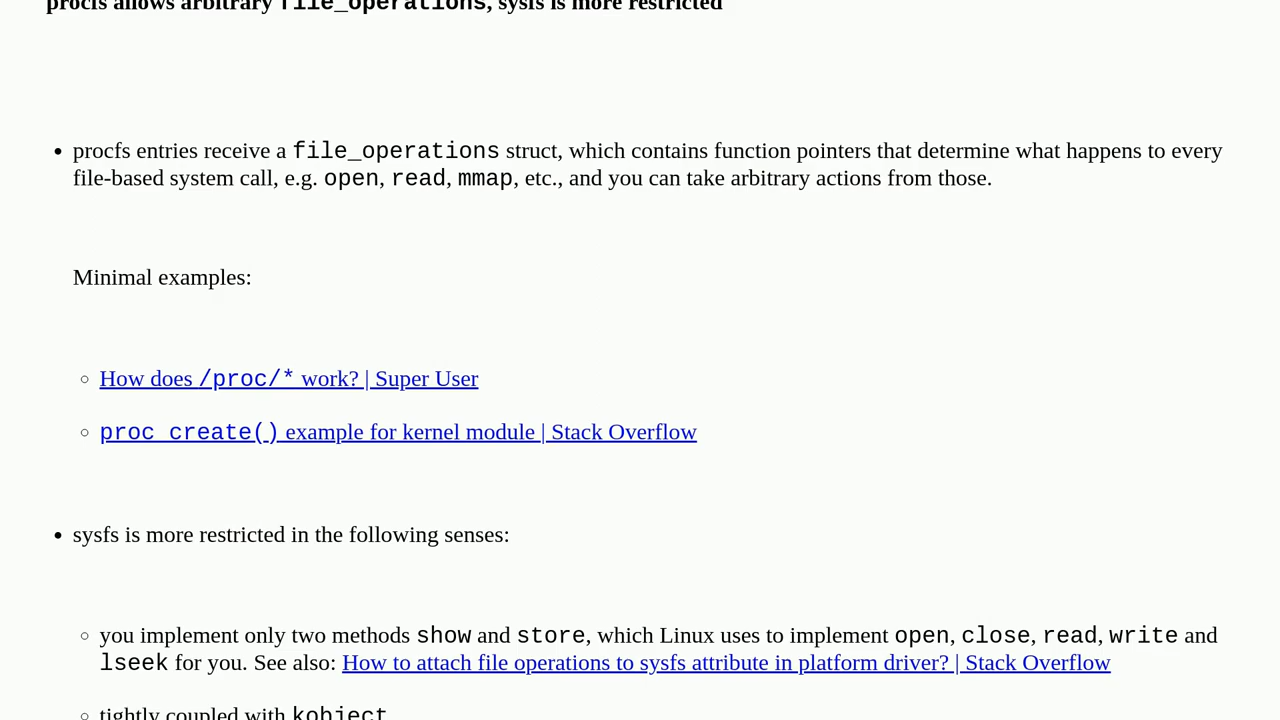 procfs allows arbitrary file_operations, sysfs is more restricted
procfs entries receive a file_operations struct, which contains function pointers that determine what happens to every
file-based system call, e.g. open, read, mmap, etc., and you can take arbitrary actions from those.
Minimal examples:
How does /proc/* work? | Super User
proc_create() example for kernel module | Stack Overflow
sysfs is more restricted in the following senses:
you implement only two methods show and store, which Linux uses to implement open, close, read, write and
lseek for you. See also: How to attach file operations to sysfs attribute in platform driver? | Stack Overflow
tightly coupled with kobject